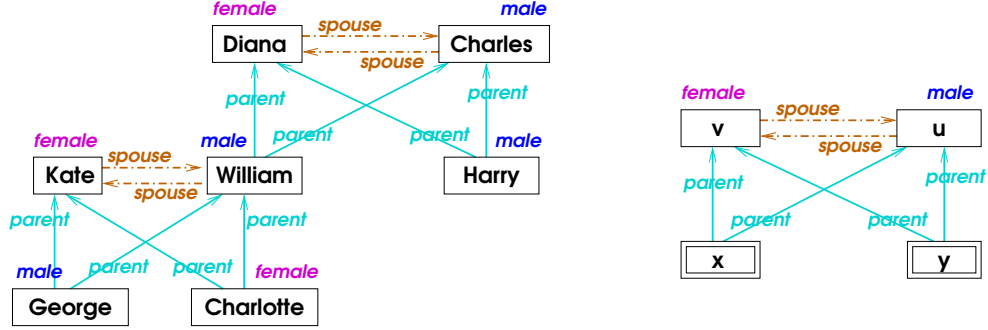 female
male
Diana
spouse
spouse
Charles
parent
parent
parent
parent
female
male
male
Kate
spouse
spouse
William
Harry
parent
parent
parent
parent
male
female
George
Charlotte
female
male
v
spouse
spouse
u
parent
parent
parent
parent
x
y